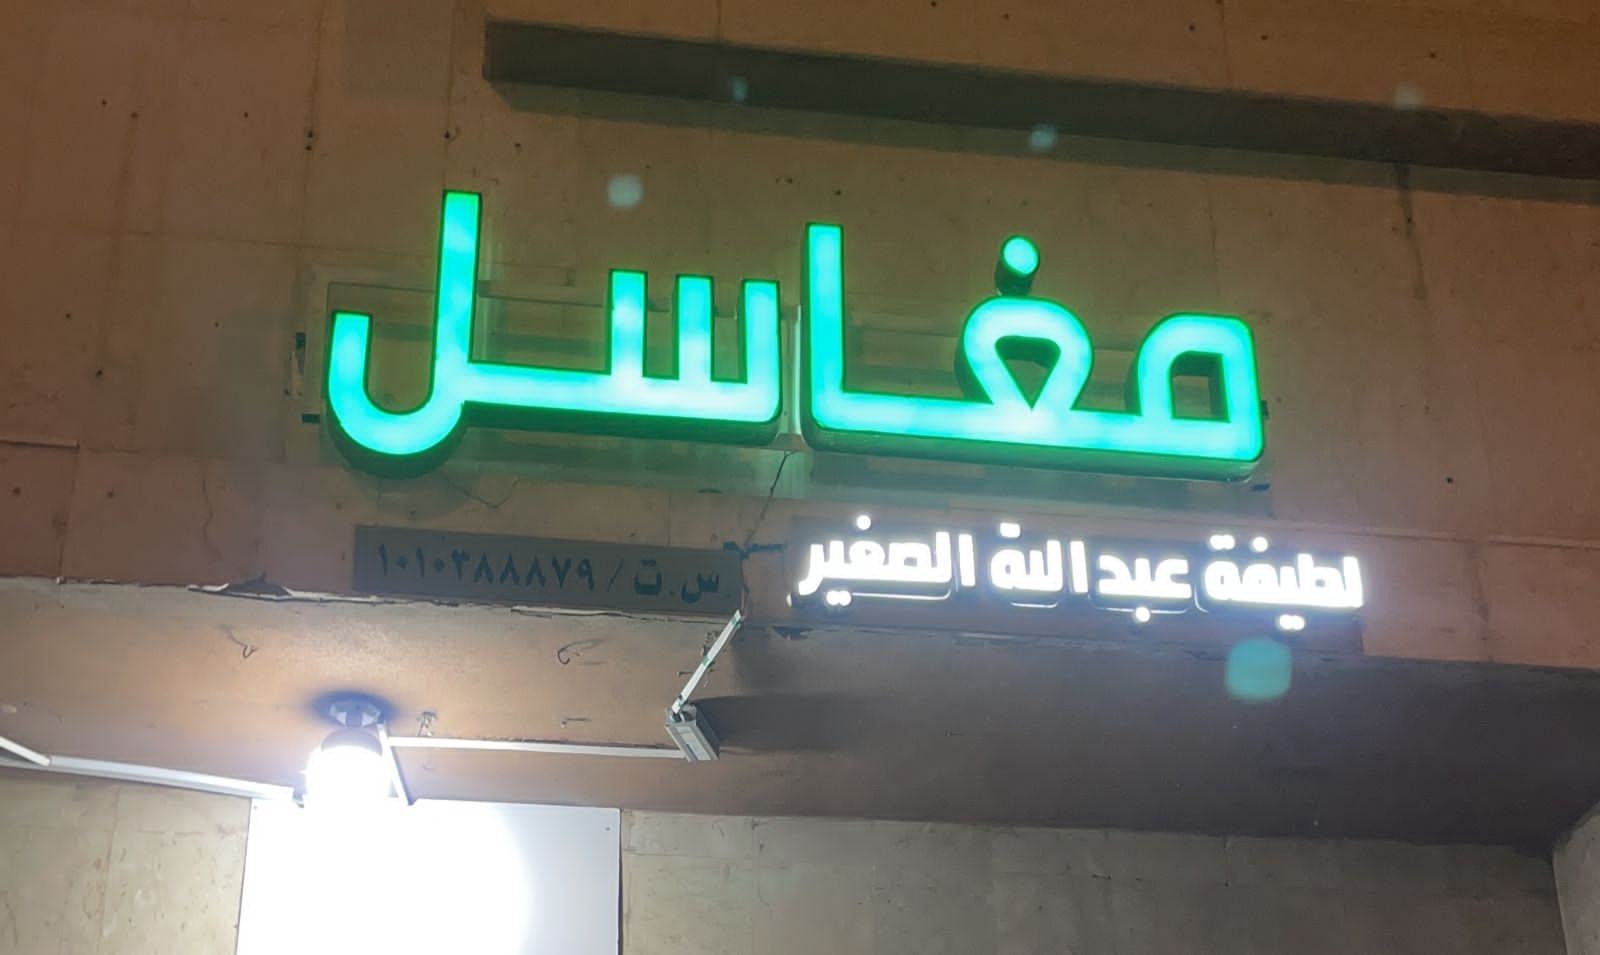 مغاسل
لطيفة عبدالله الصغير
س.ت / ١٠١٠٣٨٨٨٧٩